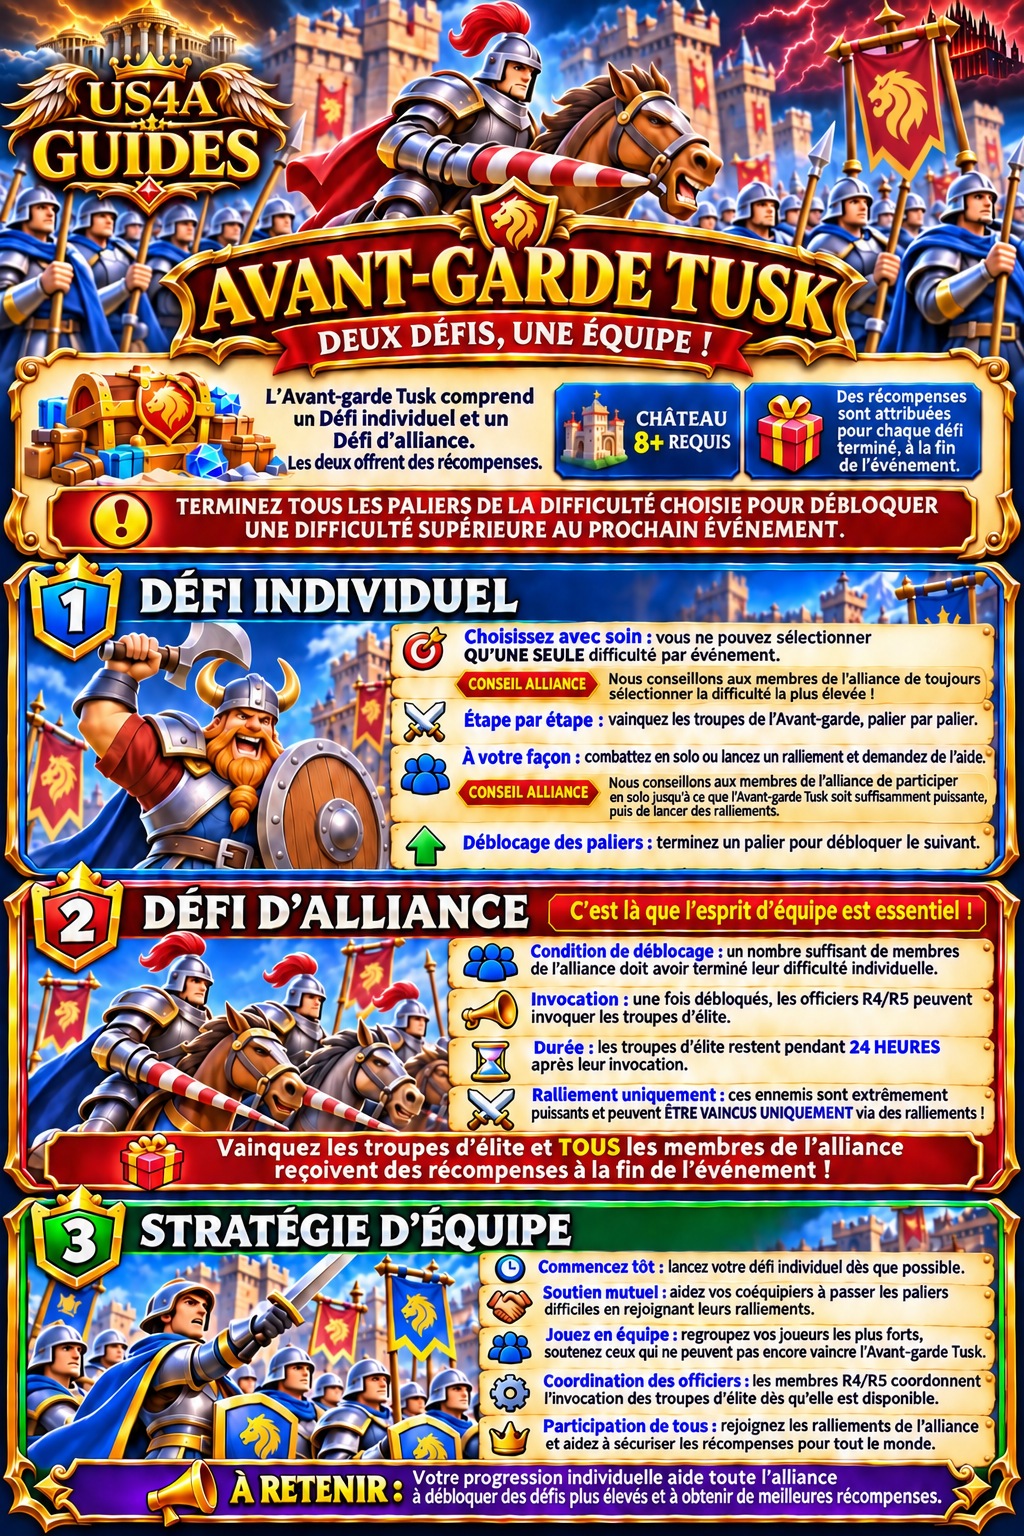 US4A
GUIDES
AVANT-GARDE TUSK
DEUX DÉFIS, UNE ÉQUIPE !
L'Avant-garde Tusk comprend
un Défi individuel et un
Défi d'alliance.
Les deux offrent des récompenses.
CHÂTEAU
8+ REQUIS
Des récompenses
sont attribuées
pour chaque défi
terminé, à la fin
de l'événement.
!
TERMINEZ TOUS LES PALIERS DE LA DIFFICULTÉ CHOISIE POUR DÉBLOQUER
UNE DIFFICULTÉ SUPÉRIEURE AU PROCHAIN ÉVÉNEMENT.
1 DÉFI INDIVIDUEL
Choisissez avec soin : vous ne pouvez sélectionner
QU'UNE SEULE difficulté par événement.
CONSEIL ALLIANCE
Nous conseillons aux membres de l'alliance de toujours
sélectionner la difficulté la plus élevée !
Étape par étape : vainquez les troupes de l'Avant-garde, palier par palier.
À votre façon : combattez en solo ou lancez un ralliement et demandez de l'aide.
CONSEIL ALLIANCE
Nous conseillons aux membres de l'alliance de participer
en solo jusqu'à ce que l'Avant-garde Tusk soit suffisamment puissante,
puis de lancer des ralliements.
Déblocage des paliers : terminez un palier pour débloquer le suivant.
2 DÉFI D'ALLIANCE
C'est là que l'esprit d'équipe est essentiel !
Condition de déblocage : un nombre suffisant de membres
de l'alliance doit avoir terminé leur difficulté individuelle.
Invocation : une fois débloqués, les officiers R4/R5 peuvent
invoquer les troupes d'élite.
Durée : les troupes d'élite restent pendant 24 HEURES
après leur invocation.
Ralliement uniquement : ces ennemis sont extrêmement
puissants et peuvent ÊTRE VAINCUS UNIQUEMENT via des ralliements !
Vainquez les troupes d'élite et TOUS les membres de l'alliance
reçoivent des récompenses à la fin de l'événement !
3 STRATÉGIE D'ÉQUIPE
Commencez tôt : lancez votre défi individuel dès que possible.
Soutien mutuel : aidez vos coéquipiers à passer les paliers
difficiles en rejoignant leurs ralliements.
Jouez en équipe : regroupez vos joueurs les plus forts,
soutenez ceux qui ne peuvent pas encore vaincre l'Avant-garde Tusk.
Coordination des officiers : les membres R4/R5 coordonnent
l'invocation des troupes d'élite dès qu'elle est disponible.
Participation de tous : rejoignez les ralliements de l'alliance
et aidez à sécuriser les récompenses pour tout le monde.
À RETENIR :
Votre progression individuelle aide toute l'alliance
à débloquer des défis plus élevés et à obtenir de meilleures récompenses.